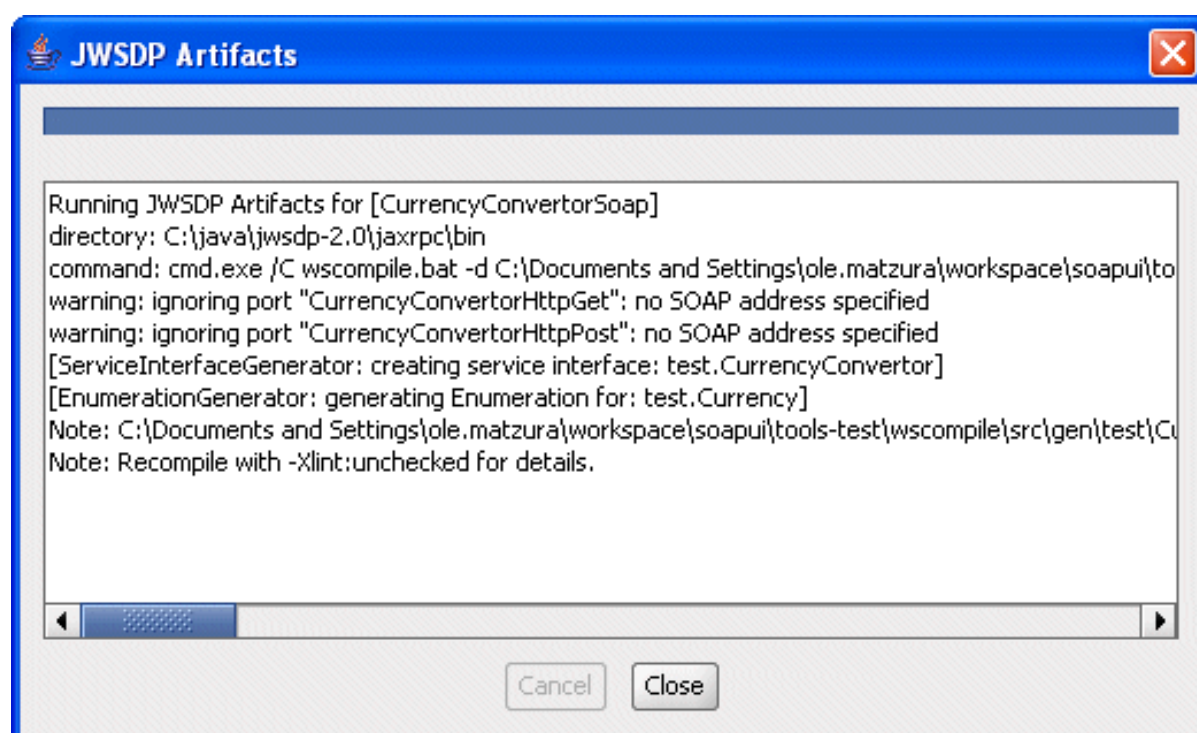 JWSDP Artifacts
Running JWSDP Artifacts for [CurrencyConvertorSoap]
directory: C:\java\jwsdp-2.0\jaxrpc\bin
command: cmd.exe /C wscompile.bat -d C:\Documents and Settings\ole.matzura\workspace\soapui\to
warning: ignoring port "CurrencyConvertorHttpGet": no SOAP address specified
warning: ignoring port "CurrencyConvertorHttpPost": no SOAP address specified
[ServiceInterfaceGenerator: creating service interface: test.CurrencyConvertor]
[EnumerationGenerator: generating Enumeration for: test.Currency]
Note: C:\Documents and Settings\ole.matzura\workspace\soapui\tools-test\wscompile\src\gen\test\Cu
Note: Recompile with -Xlint:unchecked for details.
Cancel Close